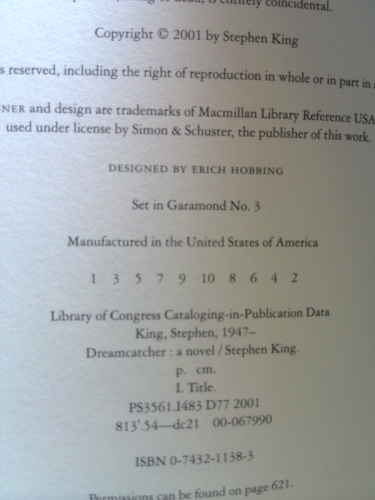 dead, is entirely coincidental.
Copyright © 2001 by Stephen King
s reserved, including the right of reproduction in whole or in part in
NER and design are trademarks of Macmillan Library Reference USA
used under license by Simon & Schuster, the publisher of this work.
DESIGNED BY ERICH HOBBING
Set in Garamond No. 3
Manufactured in the United States of America
1 3 5 7 9 10 8 6 4 2
Library of Congress Cataloging-in-Publication Data
King, Stephen, 1947–
Dreamcatcher : a novel / Stephen King.
p. cm.
I. Title.
PS3561.I483 D77 2001
813'.54—dc21 00-067990
ISBN 0-7432-1138-3
Permissions can be found on page 621.